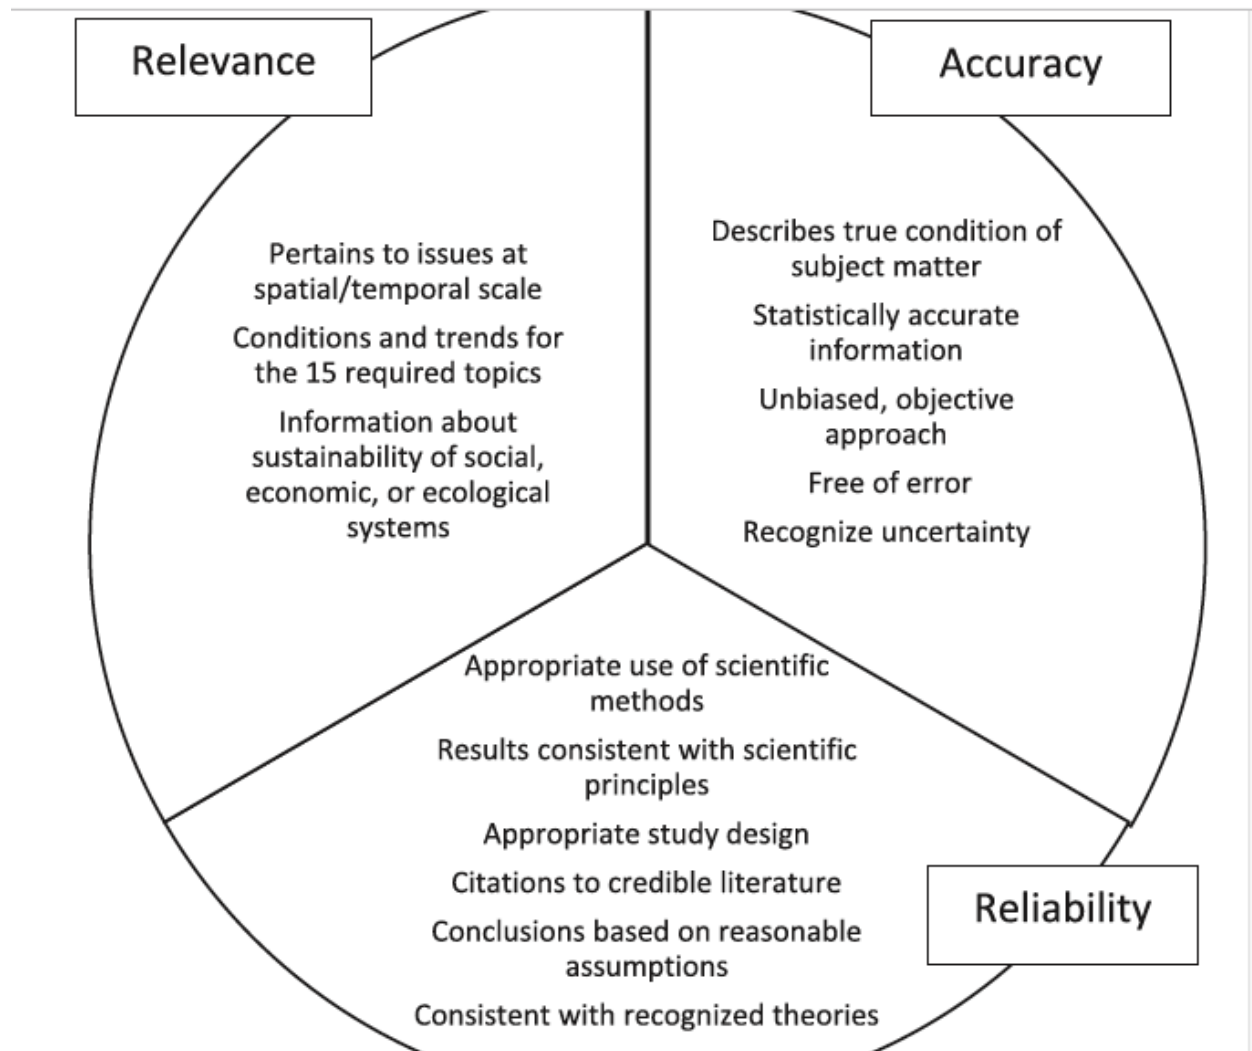 Relevance
Pertains to issues at
spatial/temporal scale
Conditions and trends for
the 15 required topics
Information about
sustainability of social,
economic, or ecological
systems
Accuracy
Describes true condition of
subject matter
Statistically accurate
information
Unbiased, objective
approach
Free of error
Recognize uncertainty
Reliability
Appropriate use of scientific
methods
Results consistent with scientific
principles
Appropriate study design
Citations to credible literature
Conclusions based on reasonable
assumptions
Consistent with recognized theories